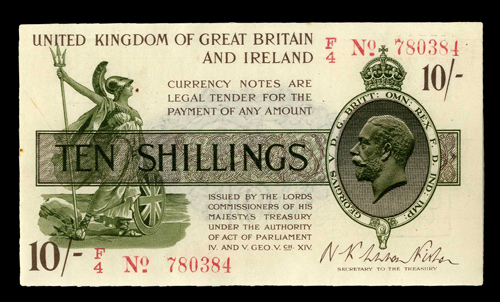 UNITED KINGDOM OF GREAT BRITAIN
AND IRELAND
F/4 No 780384
10/-
CURRENCY NOTES ARE
LEGAL TENDER FOR THE
PAYMENT OF ANY AMOUNT
TEN SHILLINGS
GEORGIVS V D. G. BRITT: OMN: REX F. D. IND: IMP:
ISSUED BY THE LORDS
COMMISSIONERS OF HIS
MAJESTY'S TREASURY
UNDER THE AUTHORITY
OF ACT OF PARLIAMENT
IV. AND V. GEO. V. CH. XIV.
10/- F/4 No 780384
SECRETARY TO THE TREASURY